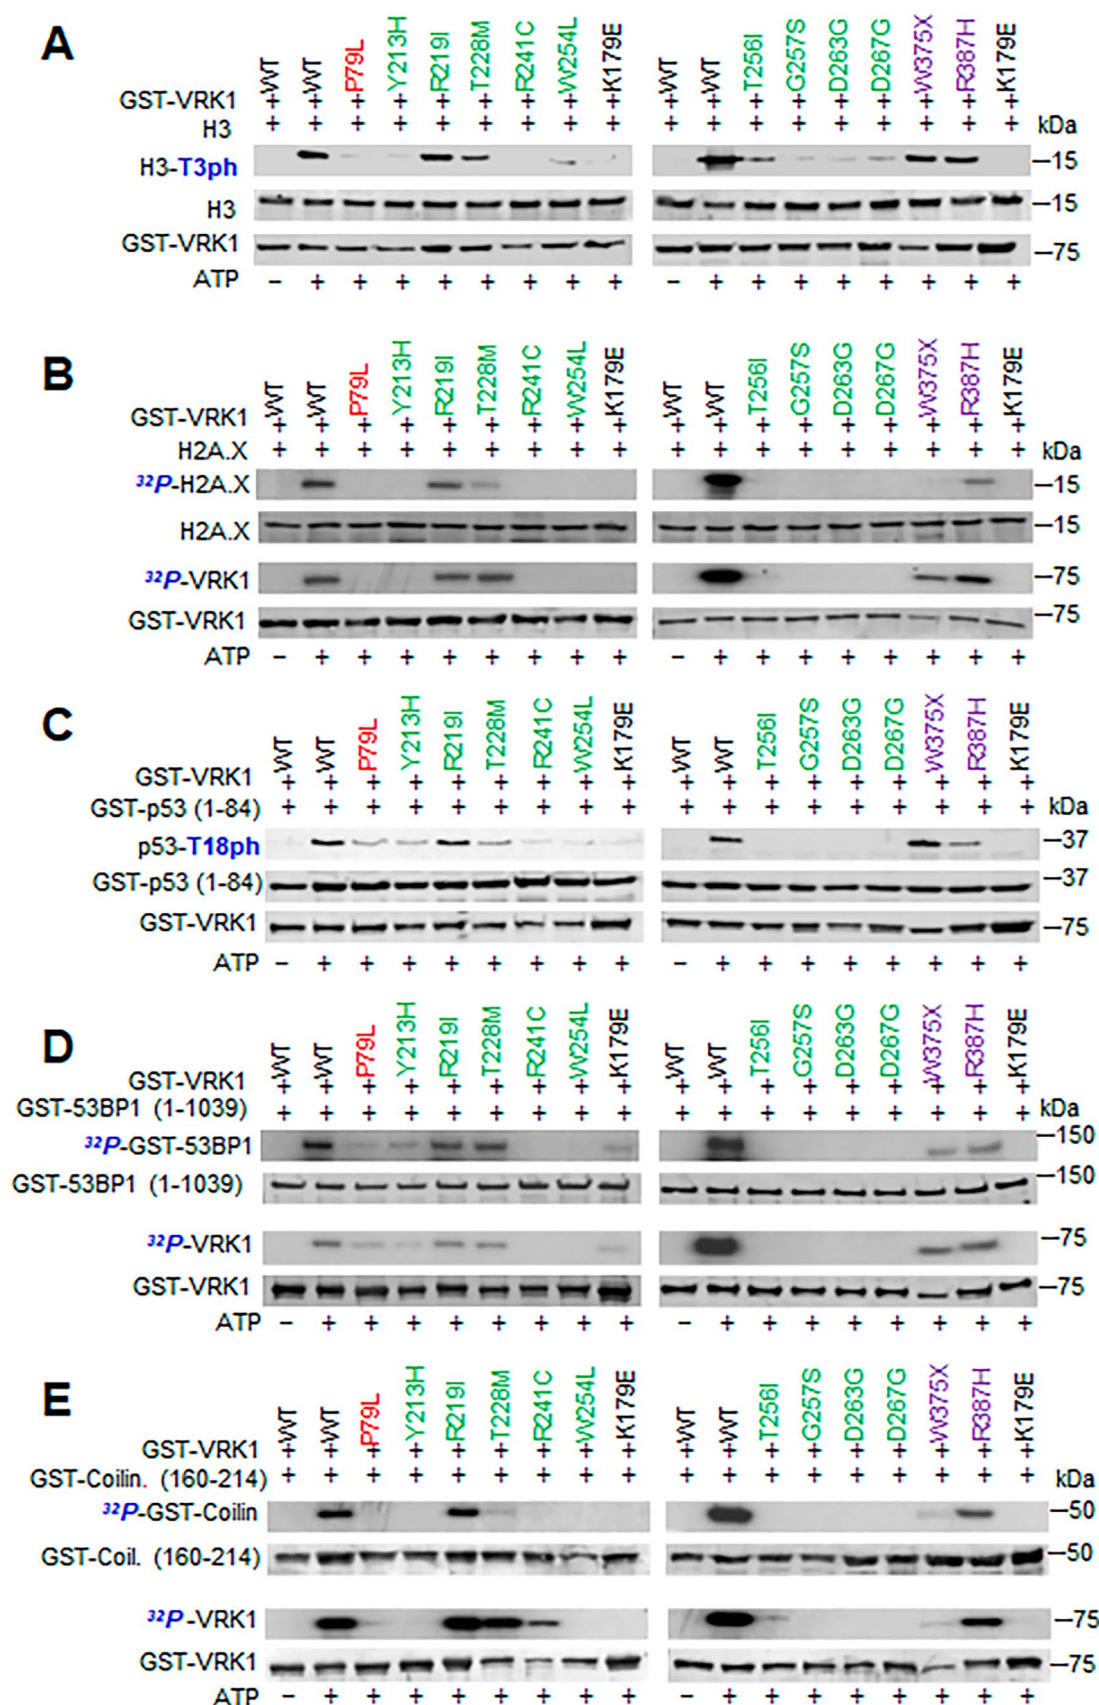 A
WT WT P79L Y213H R219I T228M R241C W254L K179E WT WT T256I G257S D263G D267G W375X R387H K179E
GST-VRK1 + + + + + + + + + + + + + + + + + +
H3 + + + + + + + + + + + + + + + + + + kDa
H3-T3ph –15
H3 –15
GST-VRK1 –75
ATP – + + + + + + + + – + + + + + + + +
B
WT WT P79L Y213H R219I T228M R241C W254L K179E WT WT T256I G257S D263G D267G W375X R387H K179E
GST-VRK1 + + + + + + + + + + + + + + + + + +
H2A.X + + + + + + + + + + + + + + + + + + kDa
32P-H2A.X –15
H2A.X –15
32P-VRK1 –75
GST-VRK1 –75
ATP – + + + + + + + + – + + + + + + + +
C
WT WT P79L Y213H R219I T228M R241C W254L K179E WT WT T256I G257S D263G D267G W375X R387H K179E
GST-VRK1 + + + + + + + + + + + + + + + + + +
GST-p53 (1-84) + + + + + + + + + + + + + + + + + + kDa
p53-T18ph –37
GST-p53 (1-84) –37
GST-VRK1 –75
ATP – + + + + + + + + – + + + + + + + +
D
WT WT P79L Y213H R219I T228M R241C W254L K179E WT WT T256I G257S D263G D267G W375X R387H K179E
GST-VRK1 + + + + + + + + + + + + + + + + + +
GST-53BP1 (1-1039) + + + + + + + + + + + + + + + + + + kDa
32P-GST-53BP1 –150
GST-53BP1 (1-1039) –150
32P-VRK1 –75
GST-VRK1 –75
ATP – + + + + + + + + – + + + + + + + +
E
WT WT P79L Y213H R219I T228M R241C W254L K179E WT WT T256I G257S D263G D267G W375X R387H K179E
GST-VRK1 + + + + + + + + + + + + + + + + + +
GST-Coilin. (160-214) + + + + + + + + + + + + + + + + + + kDa
32P-GST-Coilin –50
GST-Coil. (160-214) –50
32P -VRK1 –75
GST-VRK1 –75
ATP – + + + + + + + + – + + + + + + + +